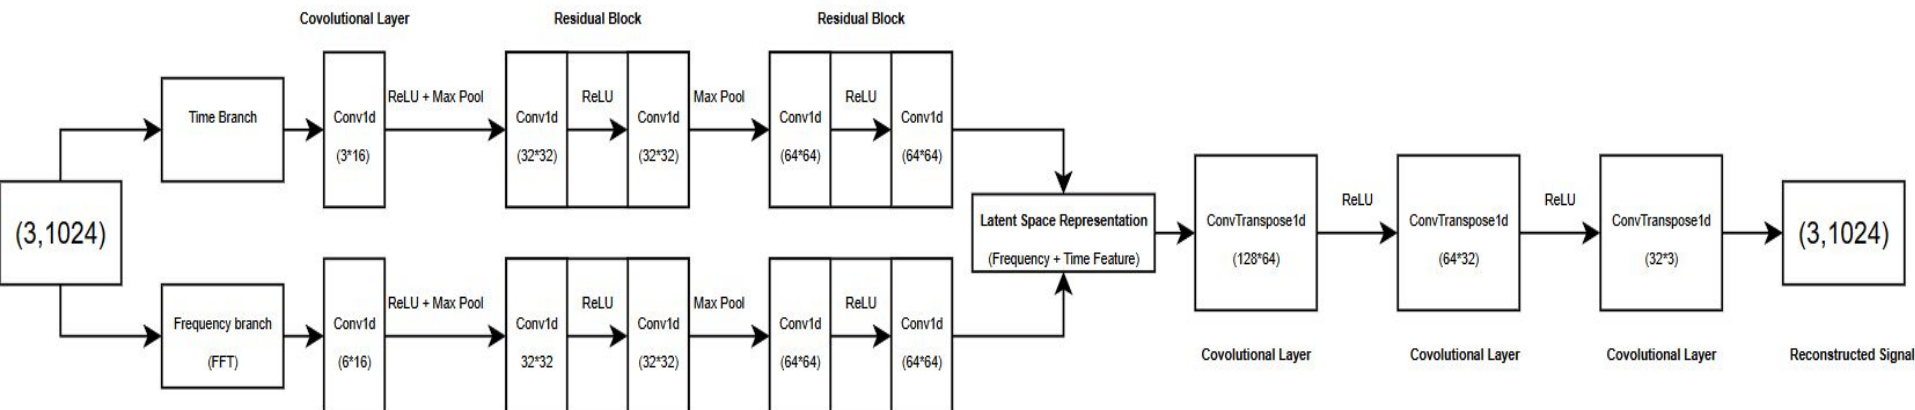 Covolutional Layer
Residual Block
Residual Block
(3,1024)
Time Branch
Conv1d
(3*16)
ReLU + Max Pool
Conv1d
(32*32)
ReLU
Conv1d
(32*32)
Max Pool
Conv1d
(64*64)
ReLU
Conv1d
(64*64)
Frequency branch
(FFT)
Conv1d
(6*16)
ReLU + Max Pool
Conv1d
32*32
ReLU
Conv1d
(32*32)
Max Pool
Conv1d
(64*64)
ReLU
Conv1d
(64*64)
Latent Space Representation
(Frequency + Time Feature)
ConvTranspose1d
(128*64)
Covolutional Layer
ReLU
ConvTranspose1d
(64*32)
Covolutional Layer
ReLU
ConvTranspose1d
(32*3)
Covolutional Layer
(3,1024)
Reconstructed Signal